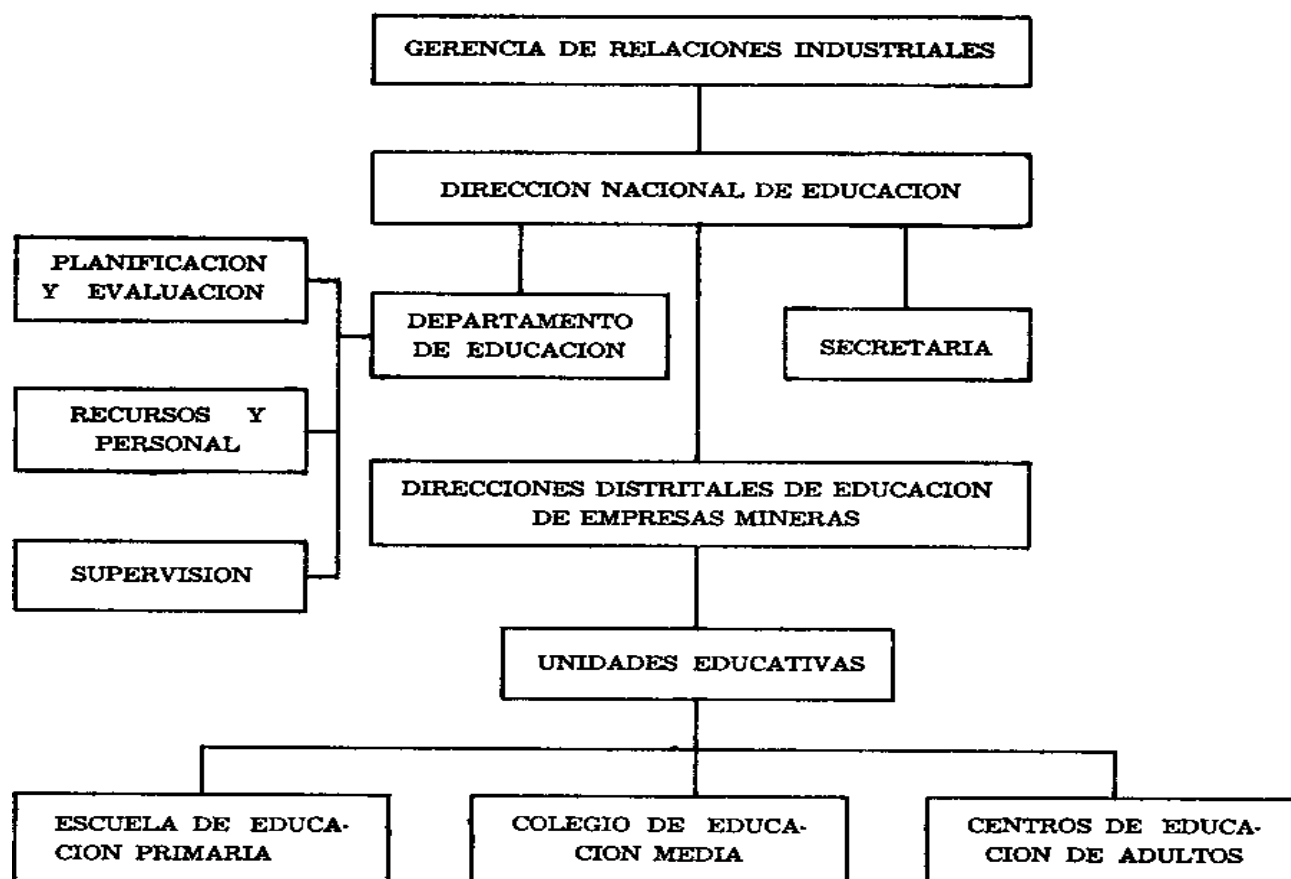 GERENCIA DE RELACIONES INDUSTRIALES
DIRECCION NACIONAL DE EDUCACION
PLANIFICACION
Y EVALUACION
DEPARTAMENTO
DE EDUCACION
SECRETARIA
RECURSOS Y
PERSONAL
DIRECCIONES DISTRITALES DE EDUCACION
DE EMPRESAS MINERAS
SUPERVISION
UNIDADES EDUCATIVAS
ESCUELA DE EDUCA-
CION PRIMARIA
COLEGIO DE EDUCA-
CION MEDIA
CENTROS DE EDUCA-
CION DE ADULTOS